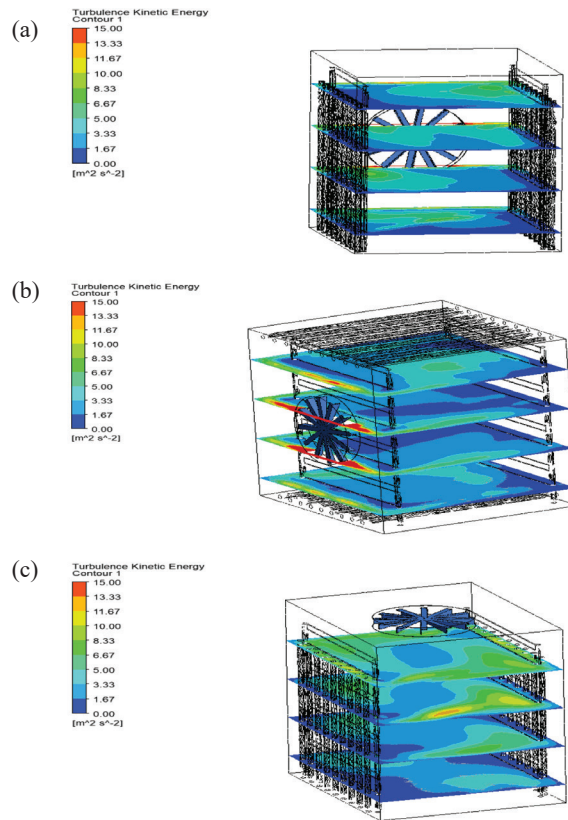 (a)
Turbulence Kinetic Energy
Contour 1
15.00
13.33
11.67
10.00
8.33
6.67
5.00
3.33
1.67
0.00
[m^2 s^-2]
(b)
Turbulence Kinetic Energy
Contour 1
15.00
13.33
11.67
10.00
8.33
6.67
5.00
3.33
1.67
0.00
[m^2 s^-2]
(c)
Turbulence Kinetic Energy
Contour 1
15.00
13.33
11.67
10.00
8.33
6.67
5.00
3.33
1.67
0.00
[m^2 s^-2]